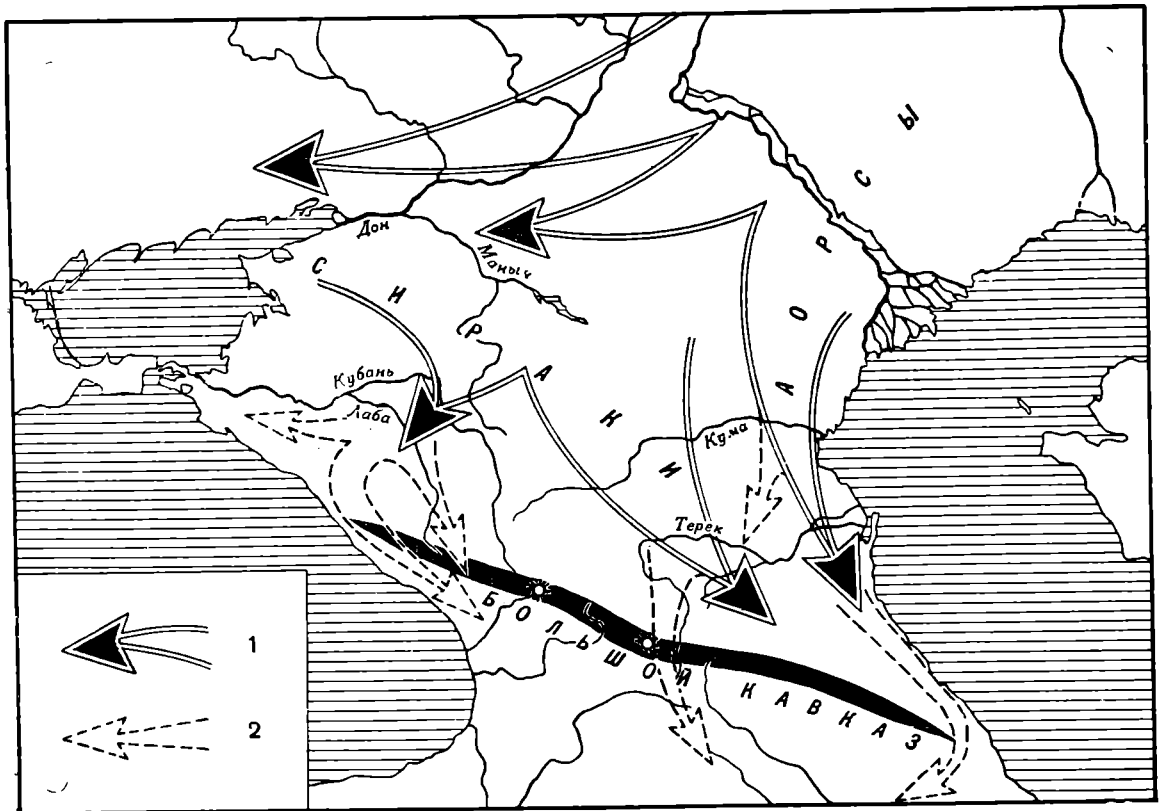 АОРСЫ
Дон
Маныч
СИРАКИ
Кубань
Лаба
Кума
Терек
БОЛЬШОЙ КАВКАЗ
1
2